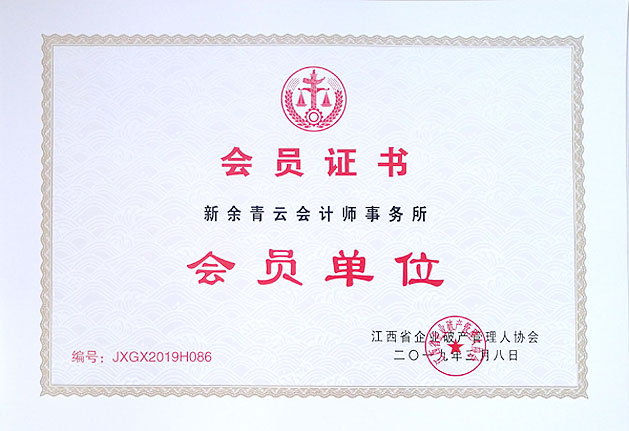 会员证书
新余青云会计师事务所
会员单位
江西省企业破产管理人协会
二〇一九年三月八日
编号：JXGX2019H086